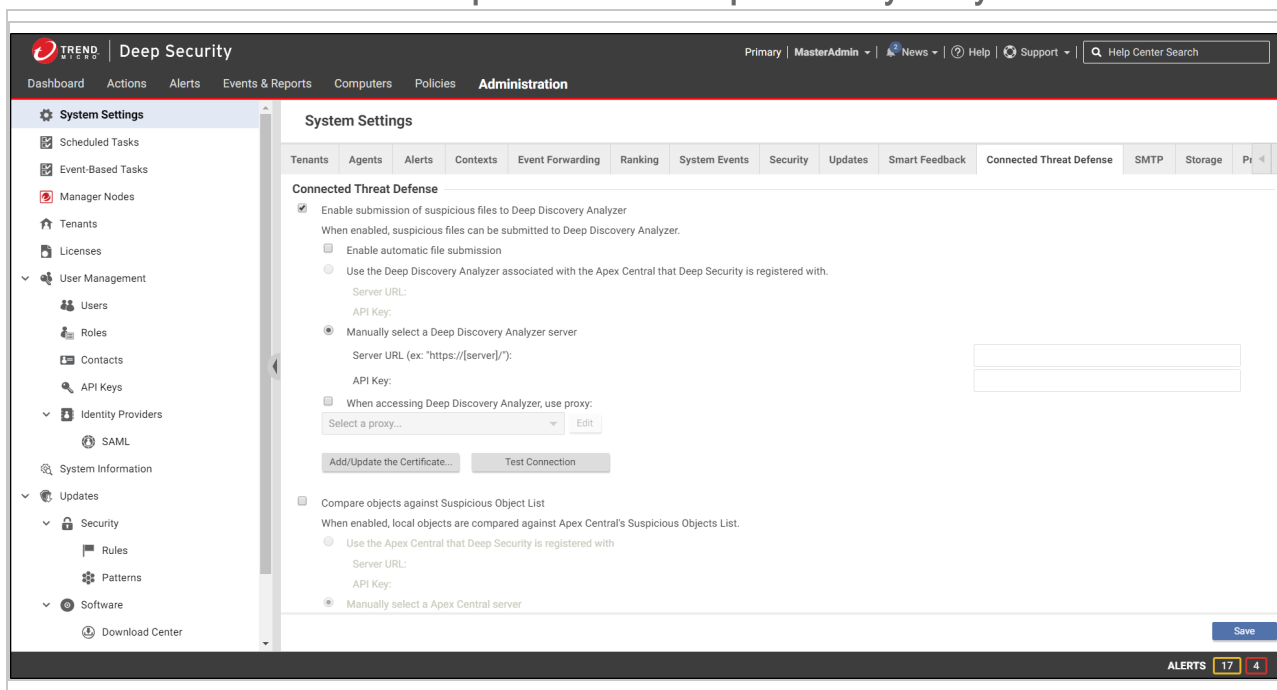 TREND MICRO Deep Security
Primary | MasterAdmin | 2 News | Help | Support | Help Center Search
Dashboard Actions Alerts Events & Reports Computers Policies Administration
System Settings
Scheduled Tasks
Event-Based Tasks
Manager Nodes
Tenants
Licenses
User Management
Users
Roles
Contacts
API Keys
Identity Providers
SAML
System Information
Updates
Security
Rules
Patterns
Software
Download Center
System Settings
Tenants Agents Alerts Contexts Event Forwarding Ranking System Events Security Updates Smart Feedback Connected Threat Defense SMTP Storage
Connected Threat Defense
Enable submission of suspicious files to Deep Discovery Analyzer
When enabled, suspicious files can be submitted to Deep Discovery Analyzer.
Enable automatic file submission
Use the Deep Discovery Analyzer associated with the Apex Central that Deep Security is registered with.
Server URL:
API Key:
Manually select a Deep Discovery Analyzer server
Server URL (ex: "https://[server]/"):
API Key:
When accessing Deep Discovery Analyzer, use proxy:
Select a proxy... Edit
Add/Update the Certificate... Test Connection
Compare objects against Suspicious Object List
When enabled, local objects are compared against Apex Central's Suspicious Objects List.
Use the Apex Central that Deep Security is registered with
Server URL:
API Key:
Manually select a Apex Central server
Save
ALERTS 17 4